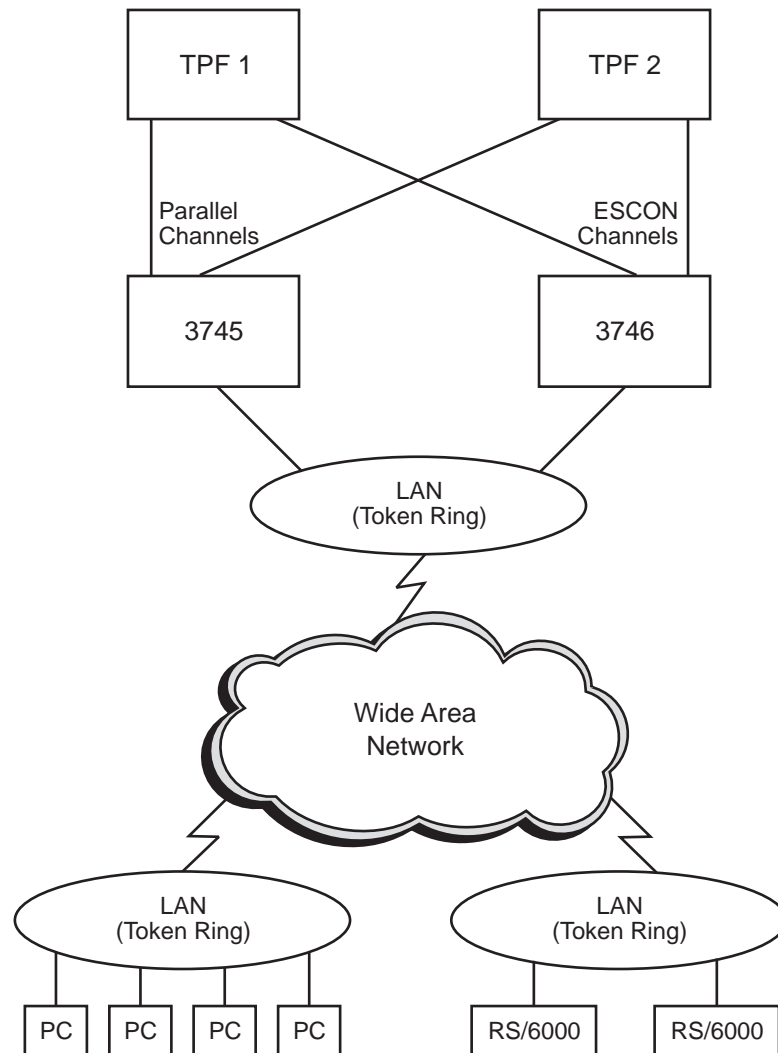 TPF 1
TPF 2
Parallel
Channels
ESCON
Channels
3745
3746
LAN
(Token Ring)
Wide Area
Network
LAN
(Token Ring)
LAN
(Token Ring)
PC
PC
PC
PC
RS/6000
RS/6000